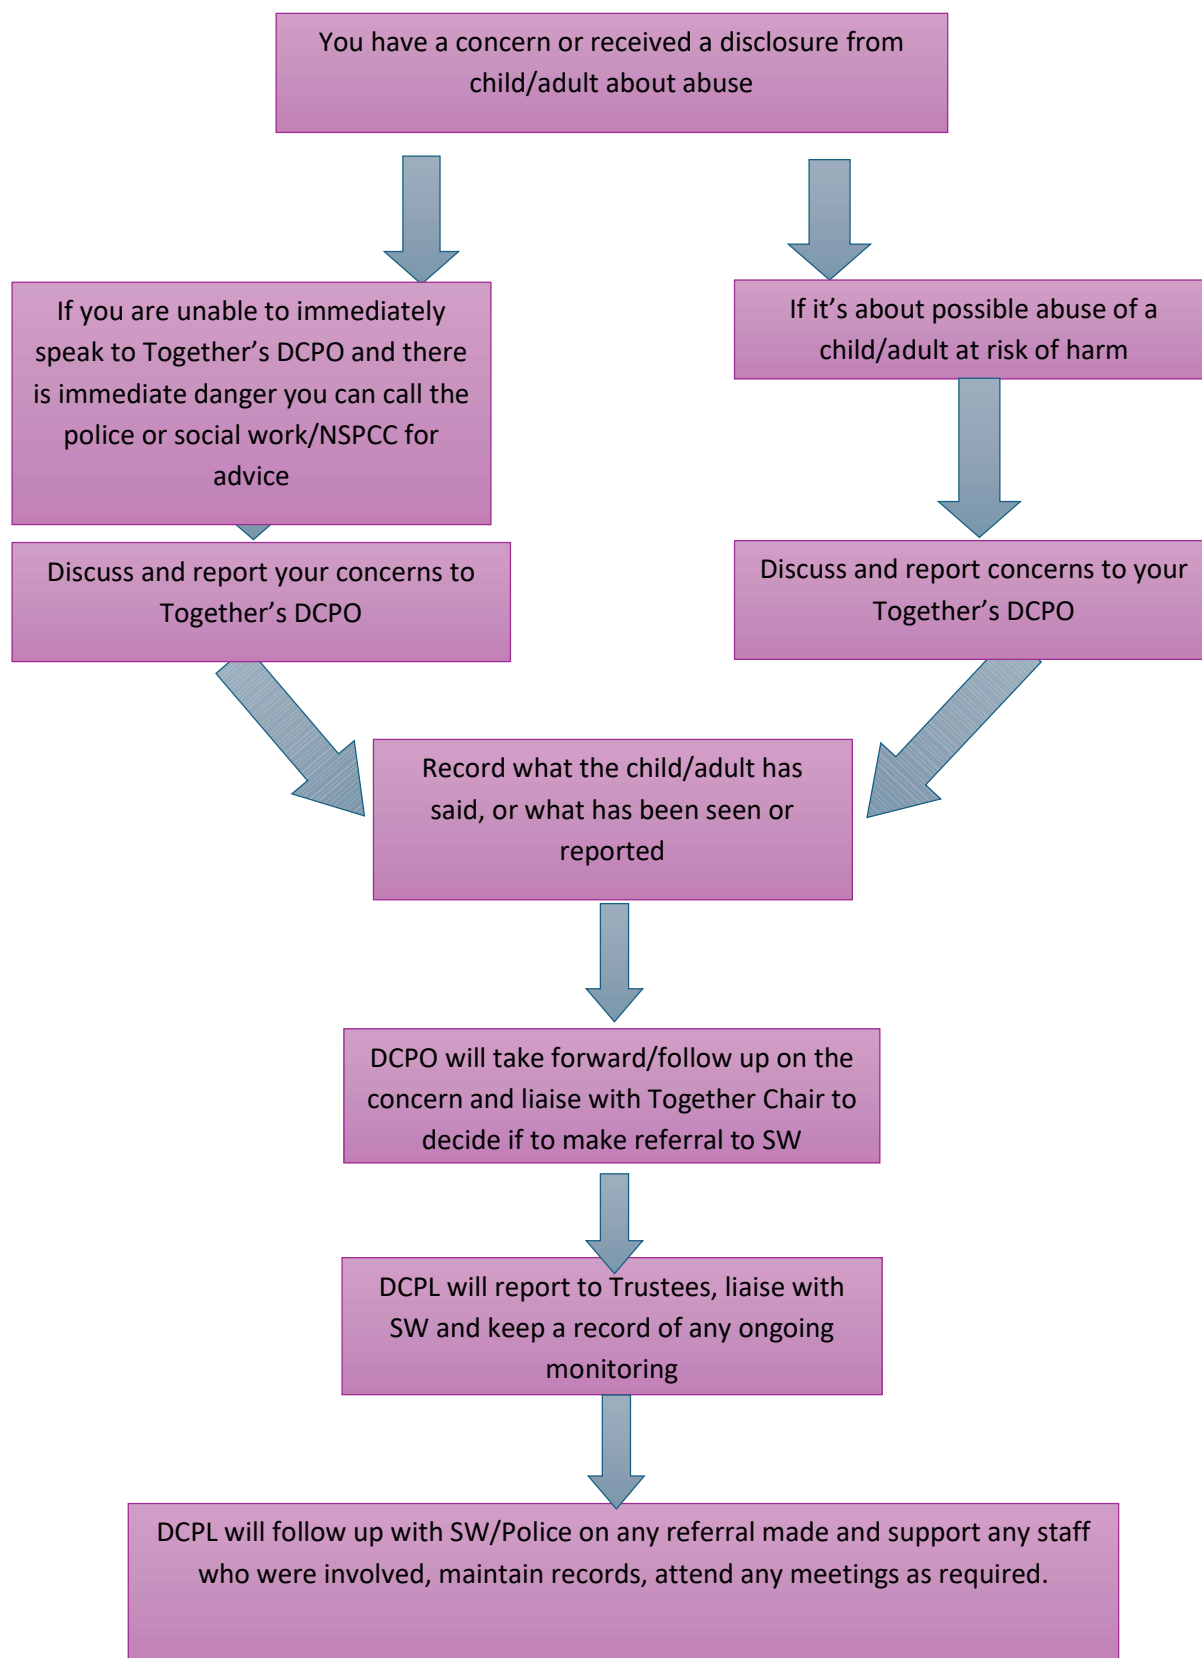 You have a concern or received a disclosure from
child/adult about abuse
If you are unable to immediately
speak to Together’s DCPO and there
is immediate danger you can call the
police or social work/NSPCC for
advice
If it’s about possible abuse of a
child/adult at risk of harm
Discuss and report your concerns to
Together’s DCPO
Discuss and report concerns to your
Together’s DCPO
Record what the child/adult has
said, or what has been seen or
reported
DCPO will take forward/follow up on the
concern and liaise with Together Chair to
decide if to make referral to SW
DCPL will report to Trustees, liaise with
SW and keep a record of any ongoing
monitoring
DCPL will follow up with SW/Police on any referral made and support any staff
who were involved, maintain records, attend any meetings as required.